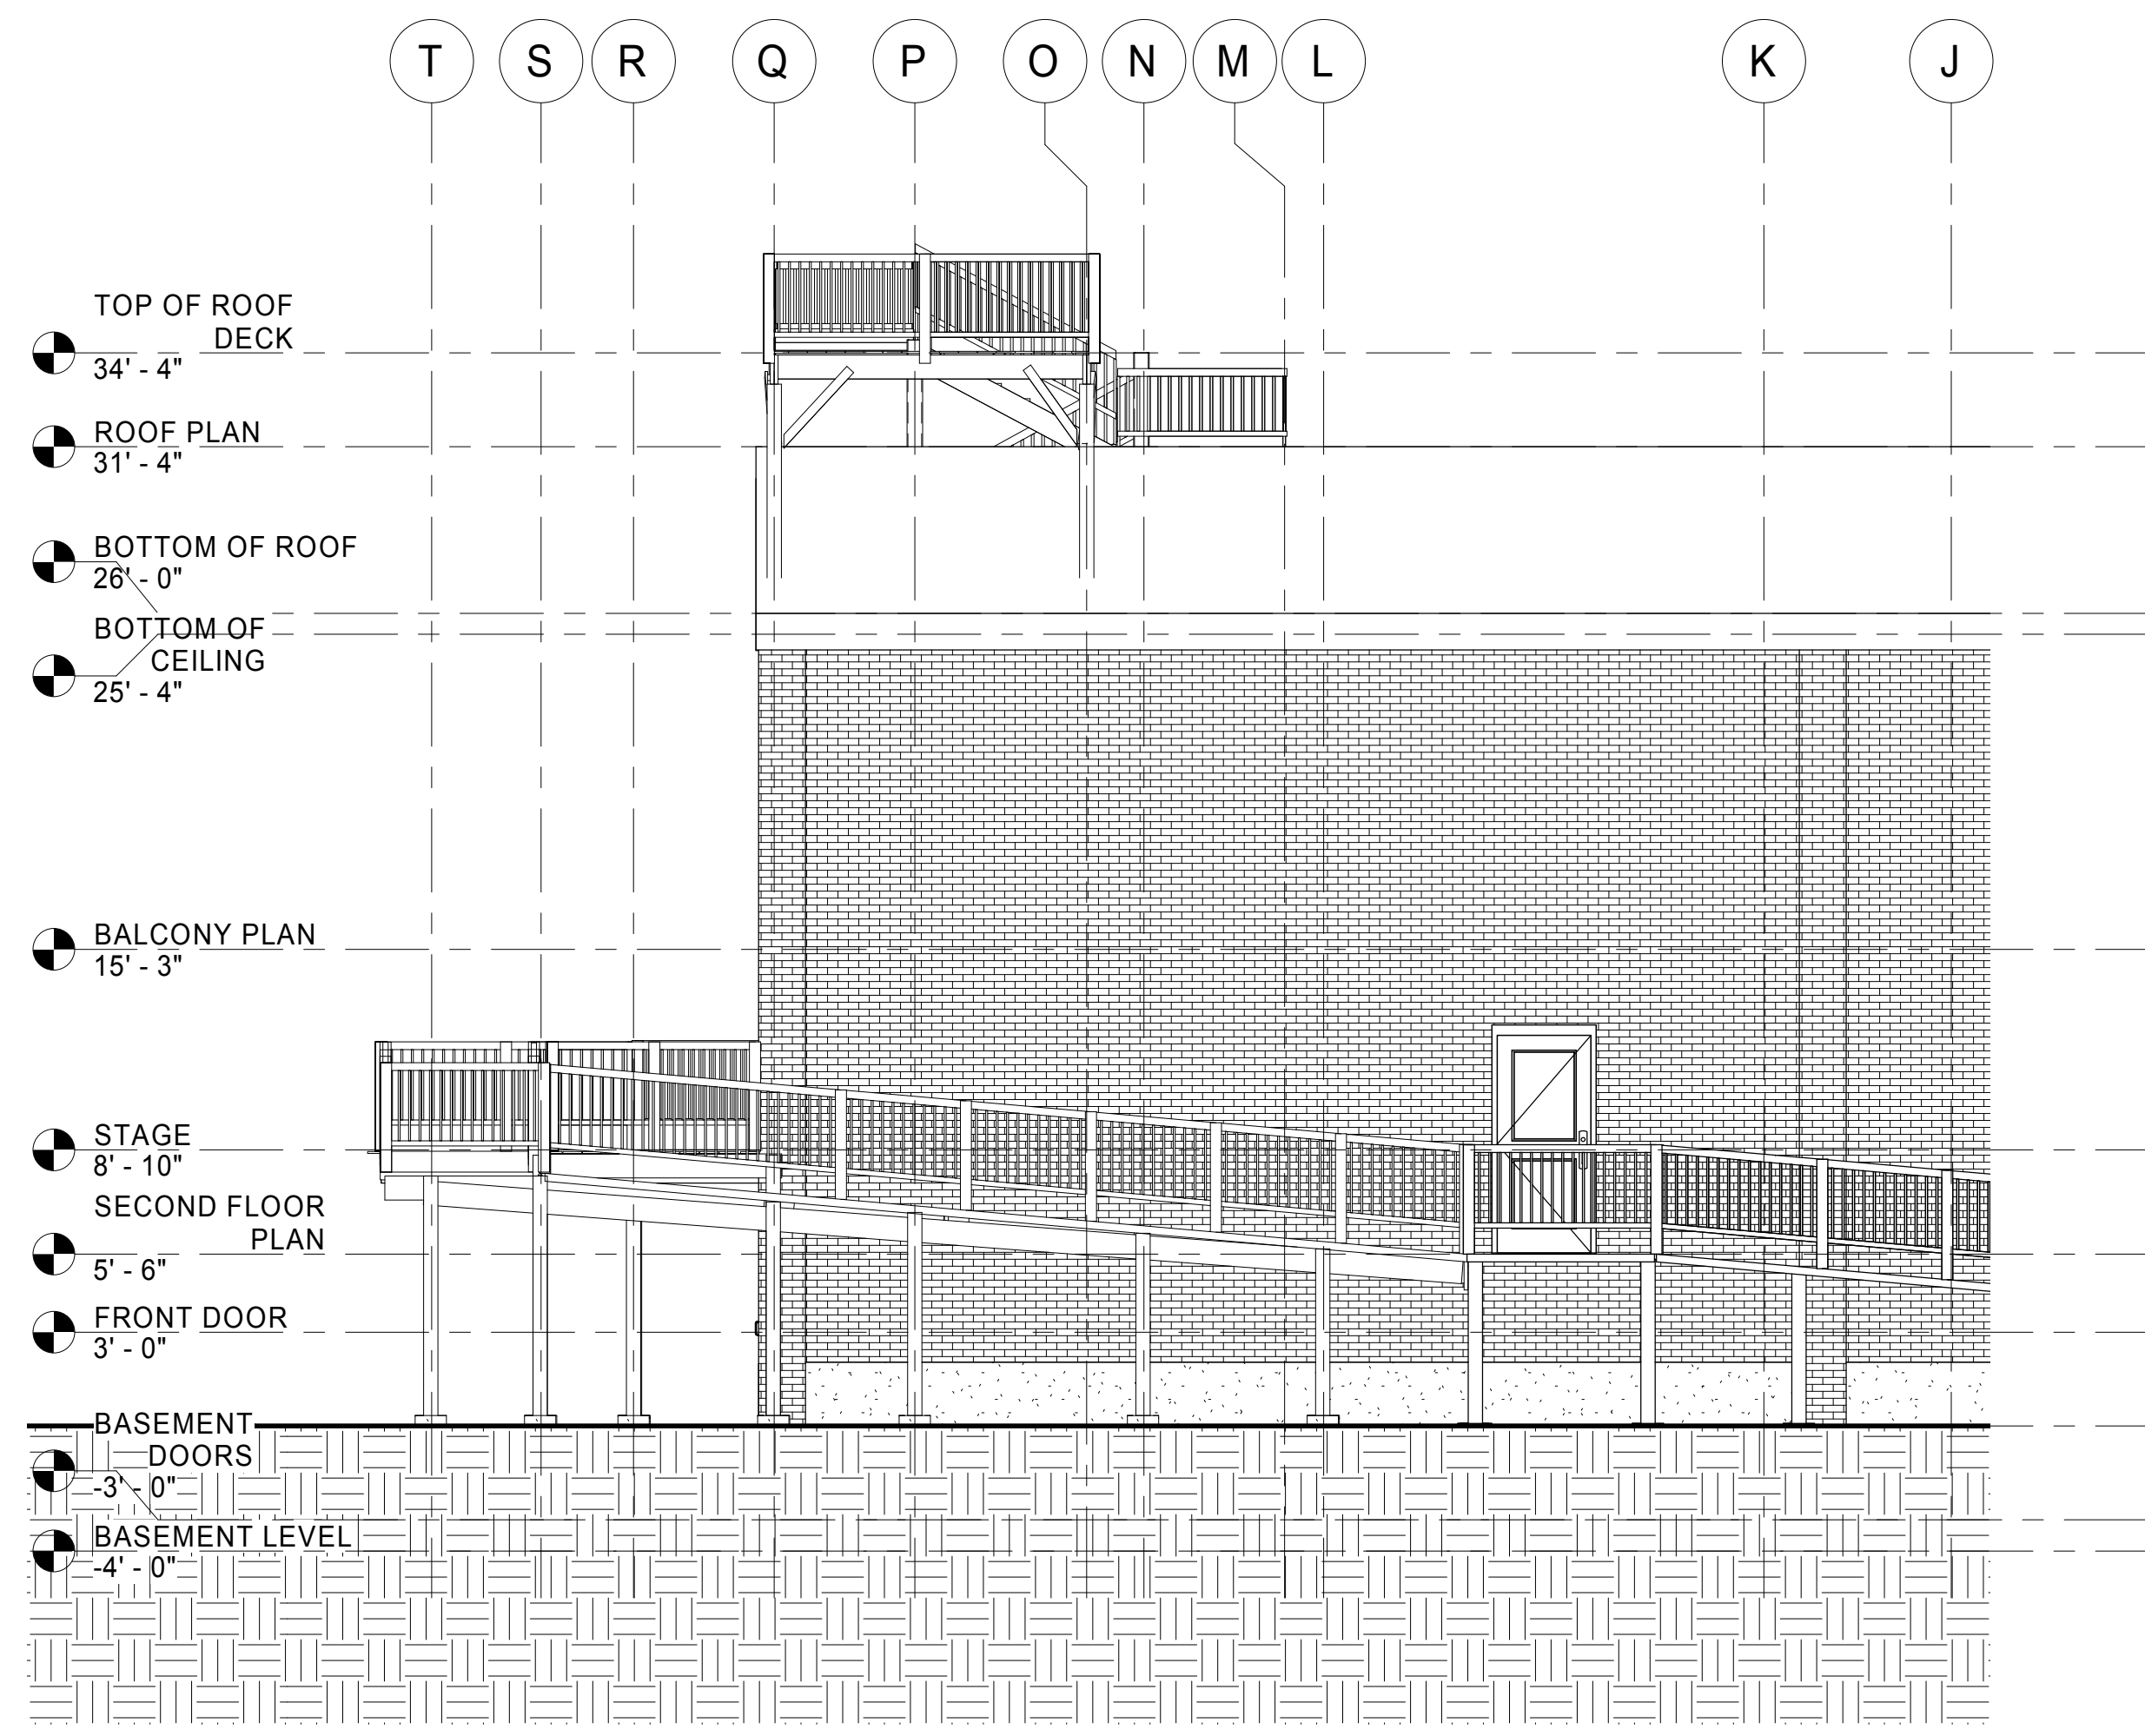 T S R Q P O N M L K J
TOP OF ROOF
DECK
34' - 4"
ROOF PLAN
31' - 4"
BOTTOM OF ROOF
26' - 0"
BOTTOM OF
CEILING
25' - 4"
BALCONY PLAN
15' - 3"
STAGE
8' - 10"
SECOND FLOOR
PLAN
5' - 6"
FRONT DOOR
3' - 0"
BASEMENT
DOORS
-3' - 0"
BASEMENT LEVEL
-4' - 0"